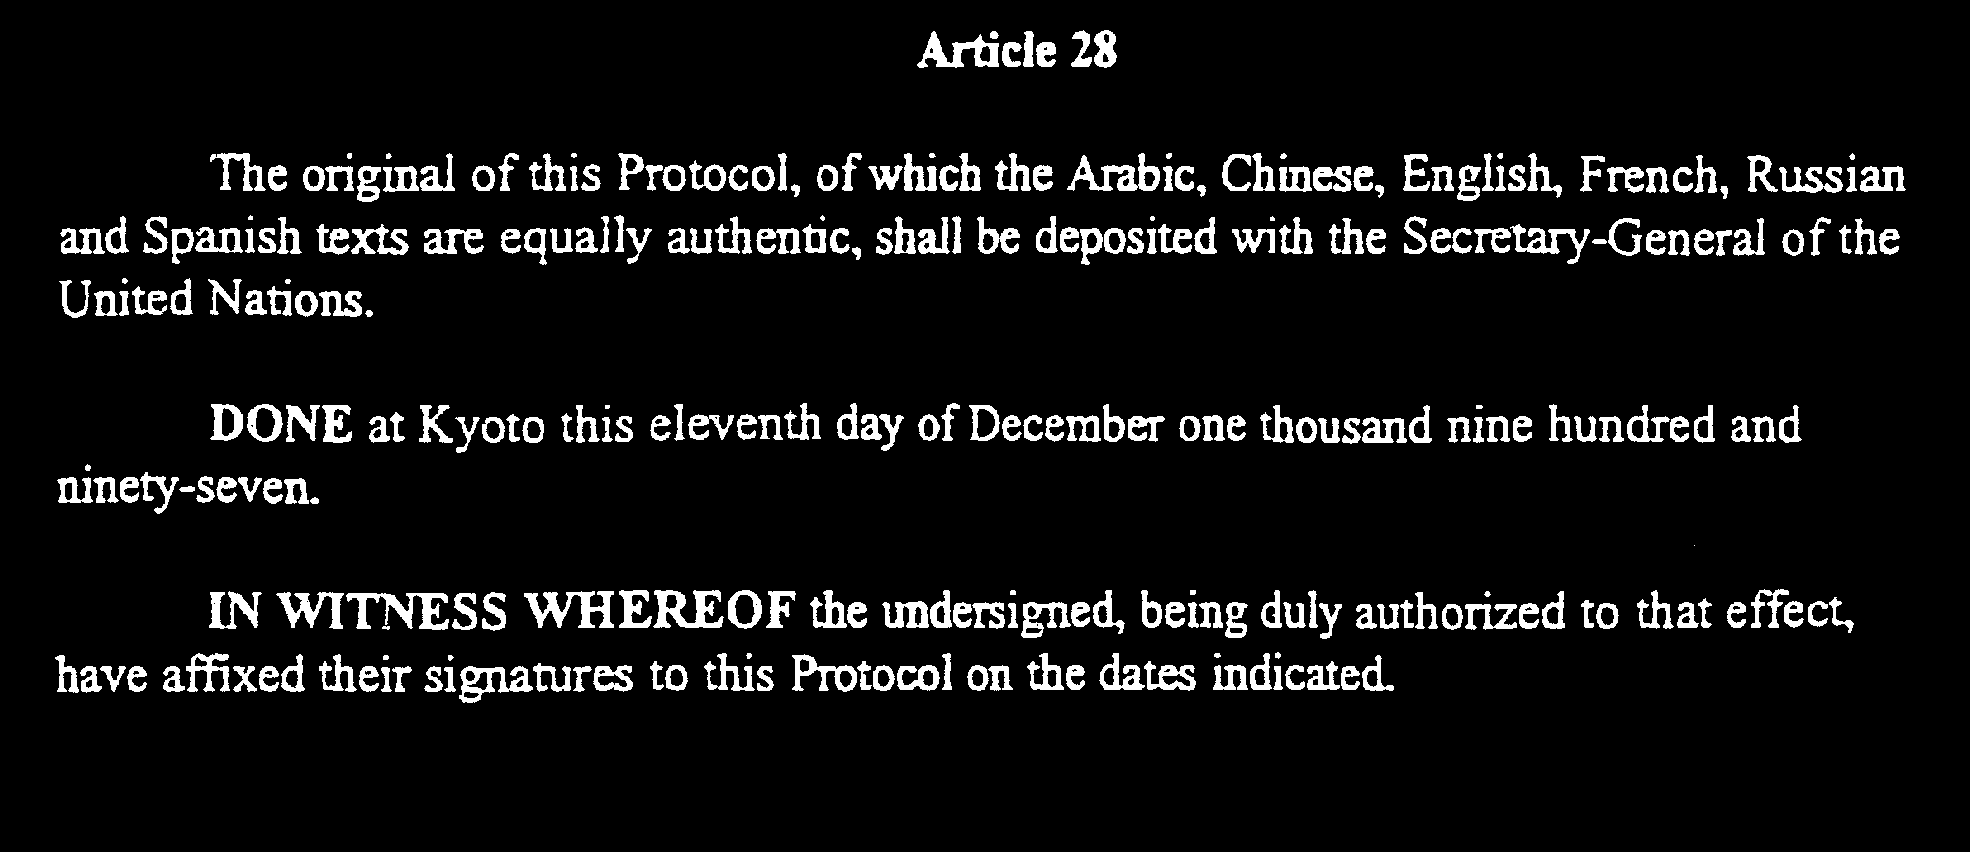 Article 28
The original of this Protocol, of which the Arabic, Chinese, English, French, Russian
and Spanish texts are equally authentic, shall be deposited with the Secretary-General of the
United Nations.
DONE at Kyoto this eleventh day of December one thousand nine hundred and
ninety-seven.
IN WITNESS WHEREOF the undersigned, being duly authorized to that effect,
have affixed their signatures to this Protocol on the dates indicated.